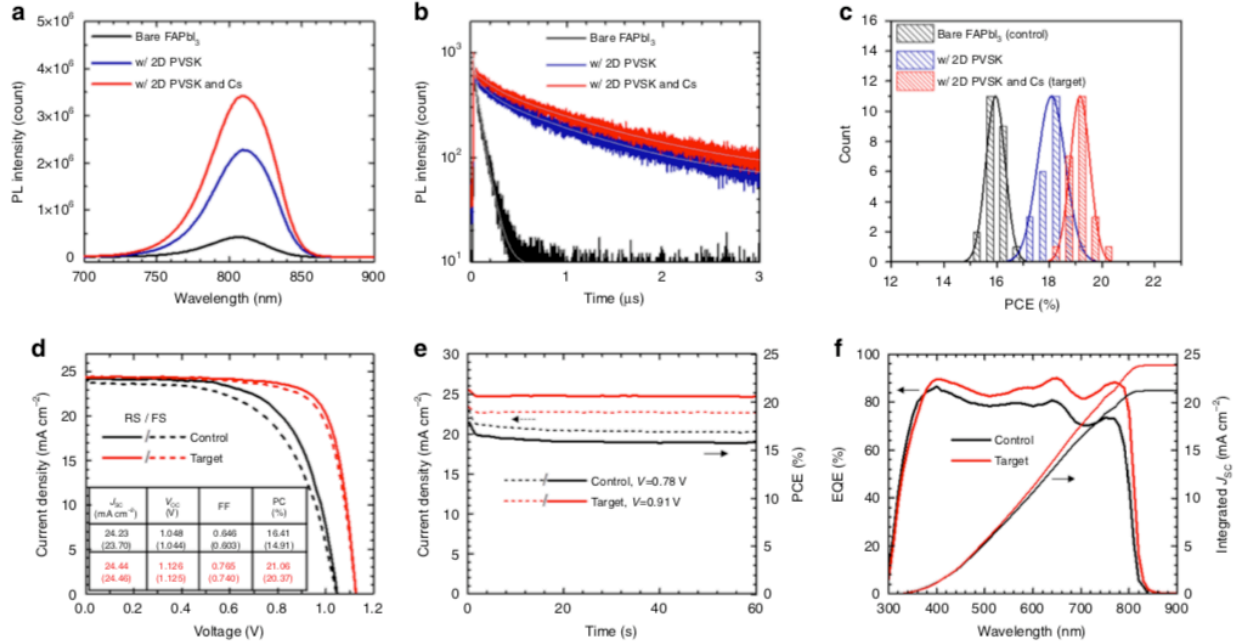 a
5×10⁶
4×10⁶
3×10⁶
2×10⁶
1×10⁶
0
PL intensity (count)
Bare FAPbI₃
w/ 2D PVSK
w/ 2D PVSK and Cs
700 750 800 850 900
Wavelength (nm)
b
10³
10²
10¹
PL intensity (count)
Bare FAPbI₃
w/ 2D PVSK
w/ 2D PVSK and Cs
0 1 2 3
Time (μs)
c
16
14
12
10
8
6
4
2
0
Count
Bare FAPbI₃ (control)
w/ 2D PVSK
w/ 2D PVSK and Cs (target)
12 14 16 18 20 22
PCE (%)
d
25
20
15
10
5
0
Current density (mA cm⁻²)
RS / FS
Control
Target
J_SC (mA cm⁻²) V_OC (V) FF PC (%)
24.23 1.048 0.646 16.41
(23.70) (1.044) (0.603) (14.91)
24.44 1.126 0.765 21.06
(24.46) (1.125) (0.740) (20.37)
0.0 0.2 0.4 0.6 0.8 1.0 1.2
Voltage (V)
e
30
25
20
15
10
5
0
Current density (mA cm⁻²)
Control, V=0.78 V
Target, V=0.91 V
25
20
15
10
5
0
PCE (%)
0 20 40 60
Time (s)
f
100
80
60
40
20
0
EQE (%)
Control
Target
25
20
15
10
5
0
Integrated J_SC (mA cm⁻²)
300 400 500 600 700 800 900
Wavelength (nm)